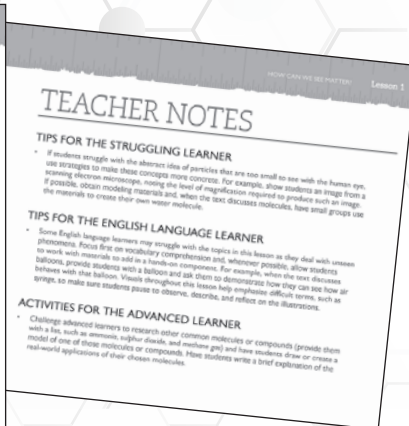 HOW CAN WE SEE MATTER? Lesson 1
TEACHER NOTES
TIPS FOR THE STRUGGLING LEARNER
• If students struggle with the abstract idea of particles that are too small to see with the human eye,
use strategies to make these concepts more concrete. For example, show students an image from a
scanning electron microscope, noting the level of magnification required to produce such an image.
If possible, obtain modeling materials and, when the text discusses molecules, have small groups use
the materials to create their own water molecule.
TIPS FOR THE ENGLISH LANGUAGE LEARNER
• Some English language learners may struggle with the topics in this lesson as they deal with unseen
phenomena. Focus first on vocabulary comprehension and, whenever possible, allow students
to work with materials to add in a hands-on component. For example, when the text discusses
balloons, provide students with a balloon and ask them to demonstrate how they can see how air
behaves with that balloon. Visuals throughout this lesson help emphasize difficult terms, such as
syringe, so make sure students pause to observe, describe, and reflect on the illustrations.
ACTIVITIES FOR THE ADVANCED LEARNER
• Challenge advanced learners to research other common molecules or compounds (provide them
with a list, such as ammonia, sulphur dioxide, and methane gas) and have students draw or create a
model of one of these molecules or compounds. Have students write a brief explanation of the
real-world applications of their chosen molecules.